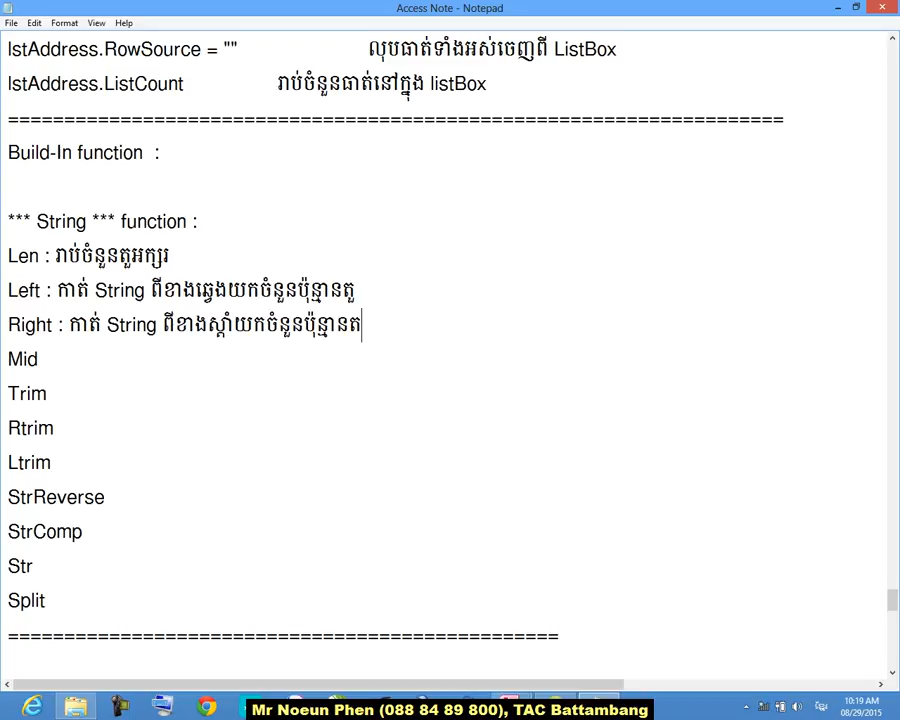 Access Note - Notepad
File Edit Format View Help
lstAddress.RowSource = "" លុបធាត់ទាំងអស់ចេញពី ListBox
lstAddress.ListCount រាប់ចំនួនធាត់នៅក្នុង listBox
=====================================================================
Build-In function :
*** String *** function :
Len : រាប់ចំនួនតួអក្សរ
Left : កាត់ String ពីខាងឆ្វេងយកចំនួនប៉ុន្មានតួ
Right : កាត់ String ពីខាងស្តាំយកចំនួនប៉ុន្មានត
Mid
Trim
Rtrim
Ltrim
StrReverse
StrComp
Str
Split
=================================================
Mr Noeun Phen (088 84 89 800), TAC Battambang
10:19 AM
08/29/2015